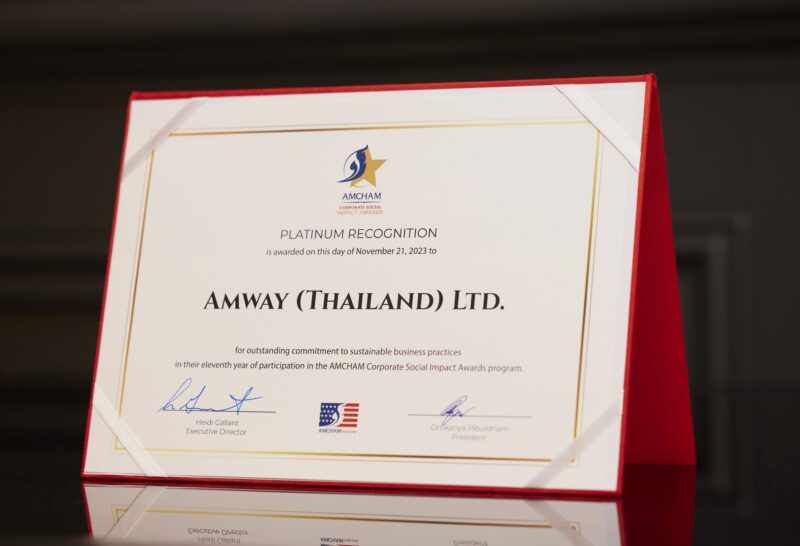 AMCHAM
CORPORATE SOCIAL
IMPACT AWARDS
PLATINUM RECOGNITION
is awarded on this day of November 21, 2023 to
AMWAY (THAILAND) LTD.
for outstanding commitment to sustainable business practices
in their eleventh year of participation in the AMCHAM Corporate Social Impact Awards program.
Heidi Gallant
Executive Director
AMCHAM THAILAND
Ornkanya Pibuldham
President